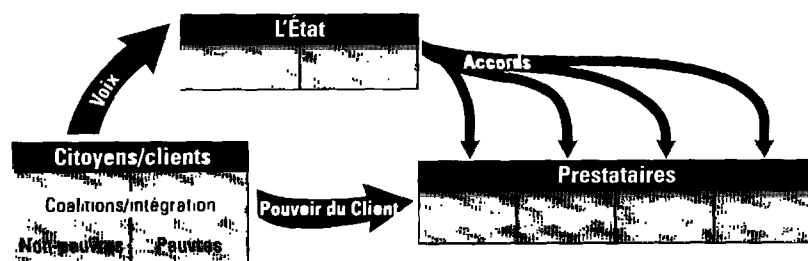 L'État
Accords
Voix
Citoyens/clients
Prestataires
Coalitions/intégration
Pouvoir du Client
Non-pauvres Pauvres